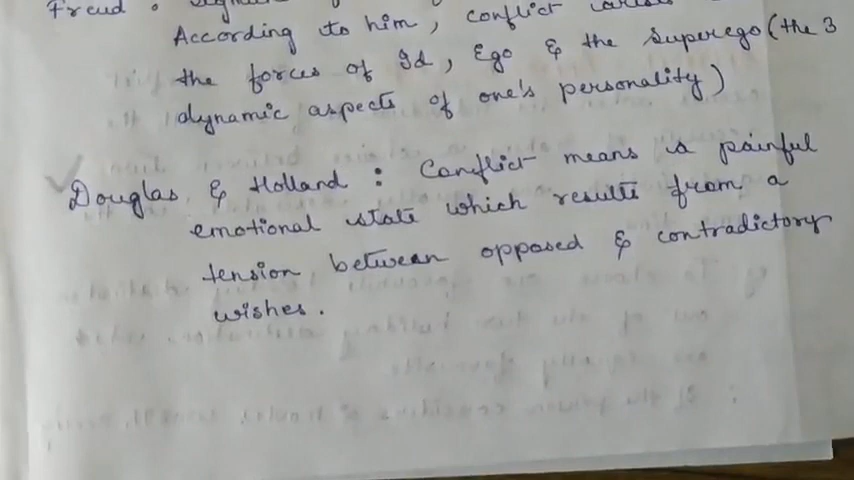 Freud :
According to him, conflict
the forces of Id, Ego & the Superego (the 3
dynamic aspects of one's personality)
Douglas & Holland : Conflict means a painful
emotional state which results from a
tension between opposed & contradictory
wishes.